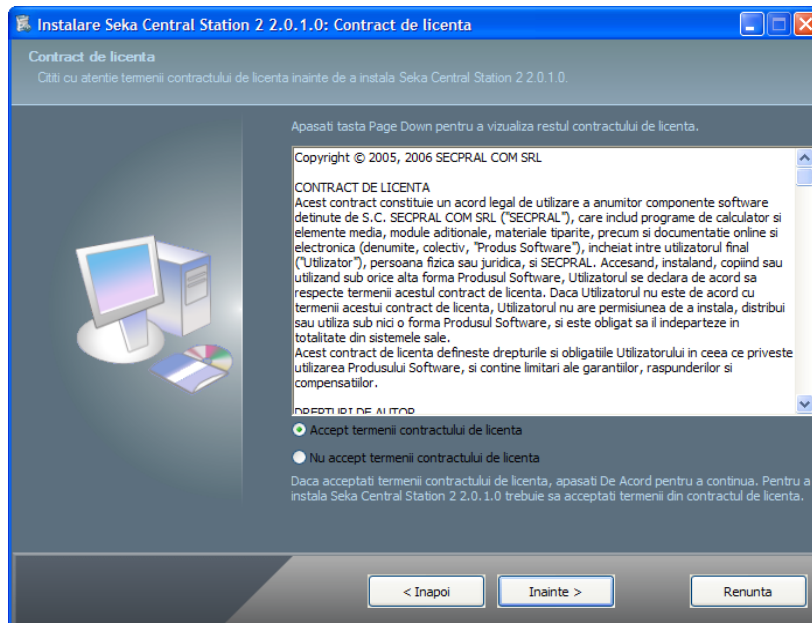 Instalare Seka Central Station 2 2.0.1.0: Contract de licenta
Contract de licenta
Cititi cu atentie termenii contractului de licenta inainte de a instala Seka Central Station 2 2.0.1.0.
Apasati tasta Page Down pentru a vizualiza restul contractului de licenta.
Copyright © 2005, 2006 SECPRAL COM SRL
CONTRACT DE LICENTA
Acest contract constituie un acord legal de utilizare a anumitor componente software
detinute de S.C. SECPRAL COM SRL ("SECPRAL"), care includ programe de calculator si
elemente media, module aditionale, materiale tiparite, precum si documentatie online si
electronica (denumite, colectiv, "Produs Software"), incheiat intre utilizatorul final
("Utilizator"), persoana fizica sau juridica, si SECPRAL. Accesand, instaland, copiind sau
utilizand sub orice alta forma Produsul Software, Utilizatorul se declara de acord sa
respecte termenii acestui contract de licenta. Daca Utilizatorul nu este de acord cu
termenii acestui contract de licenta, Utilizatorul nu are permisiunea de a instala, distribui
sau utiliza sub nici o forma Produsul Software, si este obligat sa il indeparteze in
totalitate din sistemele sale.
Acest contract de licenta defineste drepturile si obligatiile Utilizatorului in ceea ce priveste
utilizarea Produsului Software, si contine limitari ale garantiilor, raspunderilor si
compensatiilor.
DREPTURI DE AUTOR
Accept termenii contractului de licenta
Nu accept termenii contractului de licenta
Daca acceptati termenii contractului de licenta, apasati De Acord pentru a continua. Pentru a
instala Seka Central Station 2 2.0.1.0 trebuie sa acceptati termenii din contractul de licenta.
< Inapoi
Inainte >
Renunta